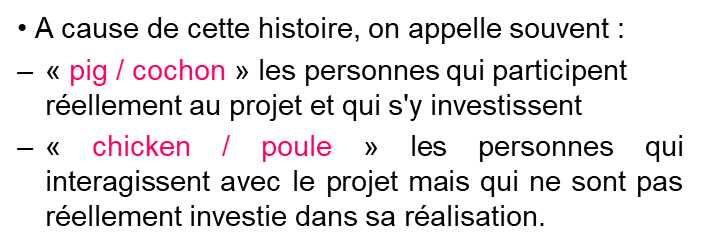 • A cause de cette histoire, on appelle souvent :
– « pig / cochon » les personnes qui participent
réellement au projet et qui s'y investissent
– « chicken / poule » les personnes qui
interagissent avec le projet mais qui ne sont pas
réellement investie dans sa réalisation.